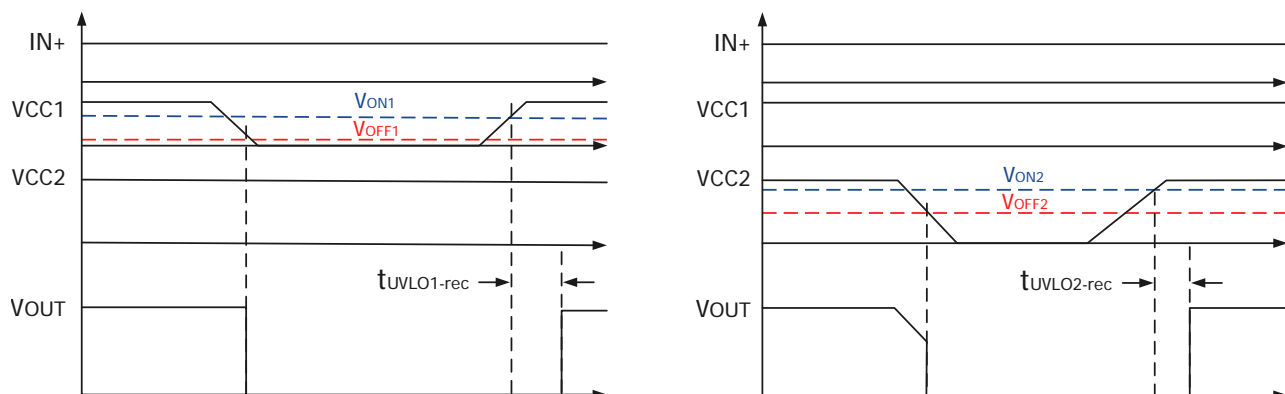 IN+
VCC1
VON1
VOFF1
VCC2
tUVLO1-rec
VOUT
IN+
VCC1
VCC2
VON2
VOFF2
tUVLO2-rec
VOUT